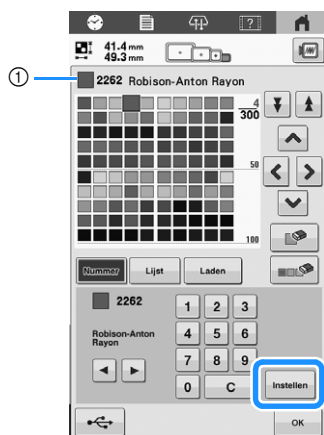 ?
41.4 mm
49.3 mm
①
2262 Robison-Anton Rayon
4
300
50
100
Nummer Lijst Laden
2262
Robison-Anton
Rayon
1 2 3
4 5 6
7 8 9
0 C
Instellen
OK